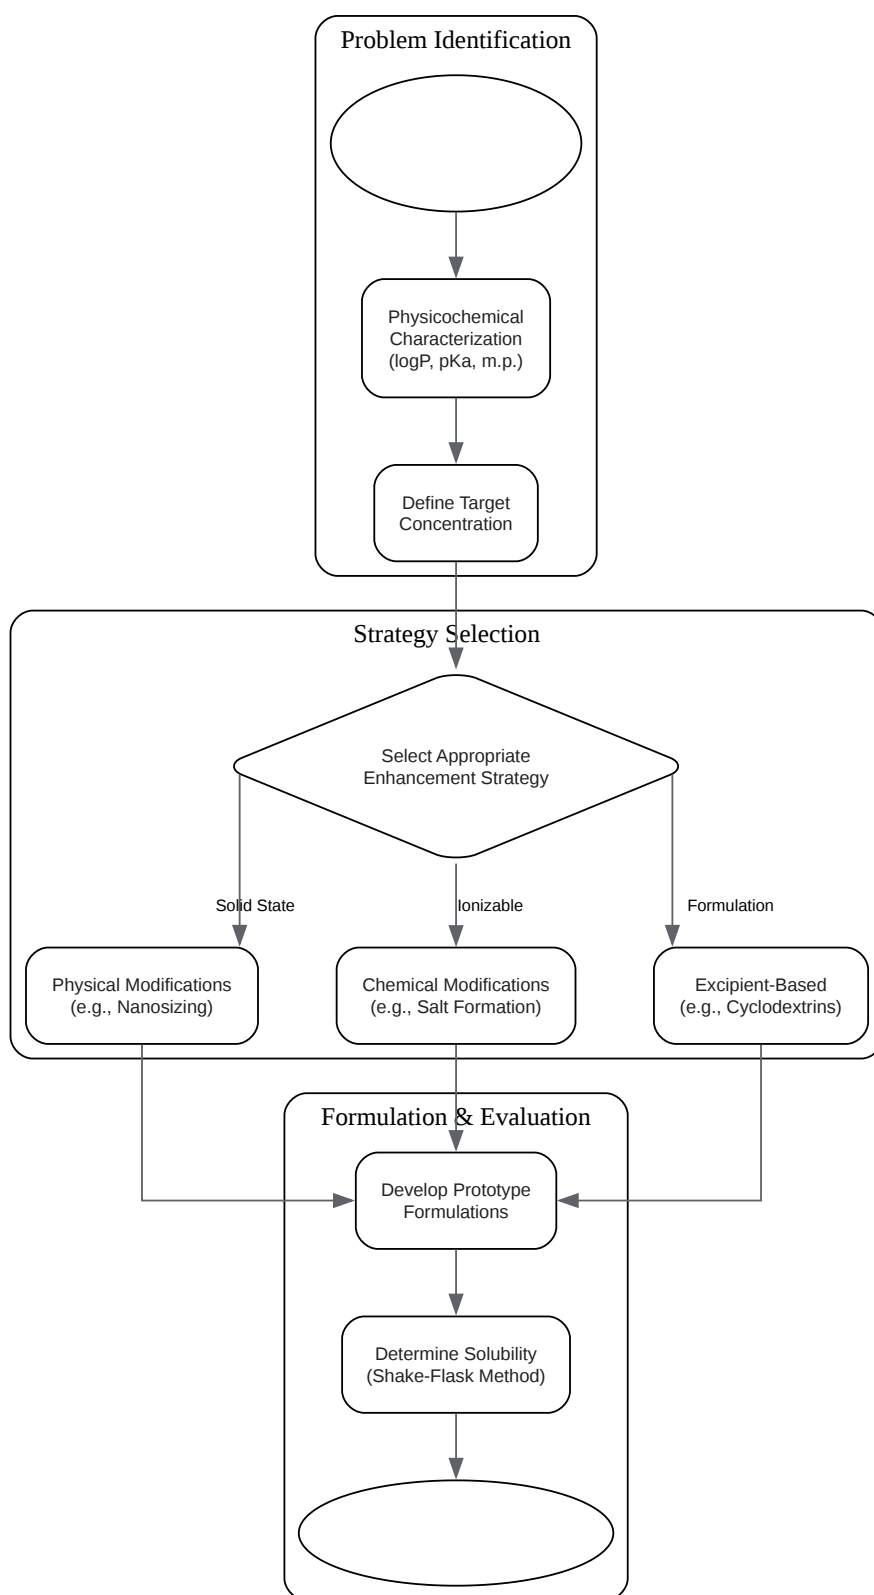 Problem Identification
Physicochemical
Characterization
(logP, pKa, m.p.)
Define Target
Concentration
Strategy Selection
Select Appropriate
Enhancement Strategy
Solid State
Ionizable
Formulation
Physical Modifications
(e.g., Nanosizing)
Chemical Modifications
(e.g., Salt Formation)
Excipient-Based
(e.g., Cyclodextrins)
Formulation & Evaluation
Develop Prototype
Formulations
Determine Solubility
(Shake-Flask Method)